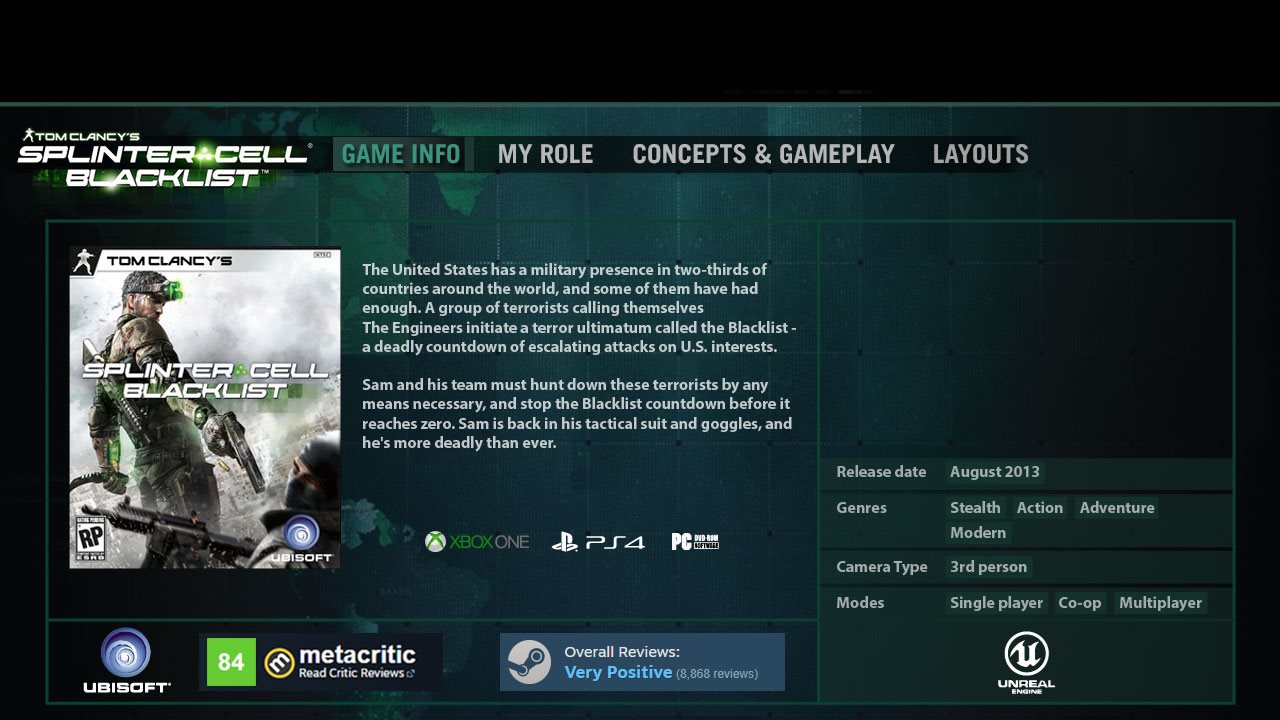 TOM CLANCY'S
SPLINTER CELL®
BLACKLIST™
GAME INFO
MY ROLE
CONCEPTS & GAMEPLAY
LAYOUTS
TOM CLANCY'S
NTSC
SPLINTER CELL
BLACKLIST
RATING PENDING
RP
CONTENT RATED BY
ESRB
UBISOFT
The United States has a military presence in two-thirds of
countries around the world, and some of them have had
enough. A group of terrorists calling themselves
The Engineers initiate a terror ultimatum called the Blacklist -
a deadly countdown of escalating attacks on U.S. interests.
Sam and his team must hunt down these terrorists by any
means necessary, and stop the Blacklist countdown before it
reaches zero. Sam is back in his tactical suit and goggles, and
he's more deadly than ever.
XBOX ONE
PS4
PC DVD-ROM
SOFTWARE
Release date August 2013
Genres Stealth Action Adventure
Modern
Camera Type 3rd person
Modes Single player Co-op Multiplayer
UBISOFT
84
metacritic
Read Critic Reviews
Overall Reviews:
Very Positive (8,868 reviews)
UNREAL
ENGINE